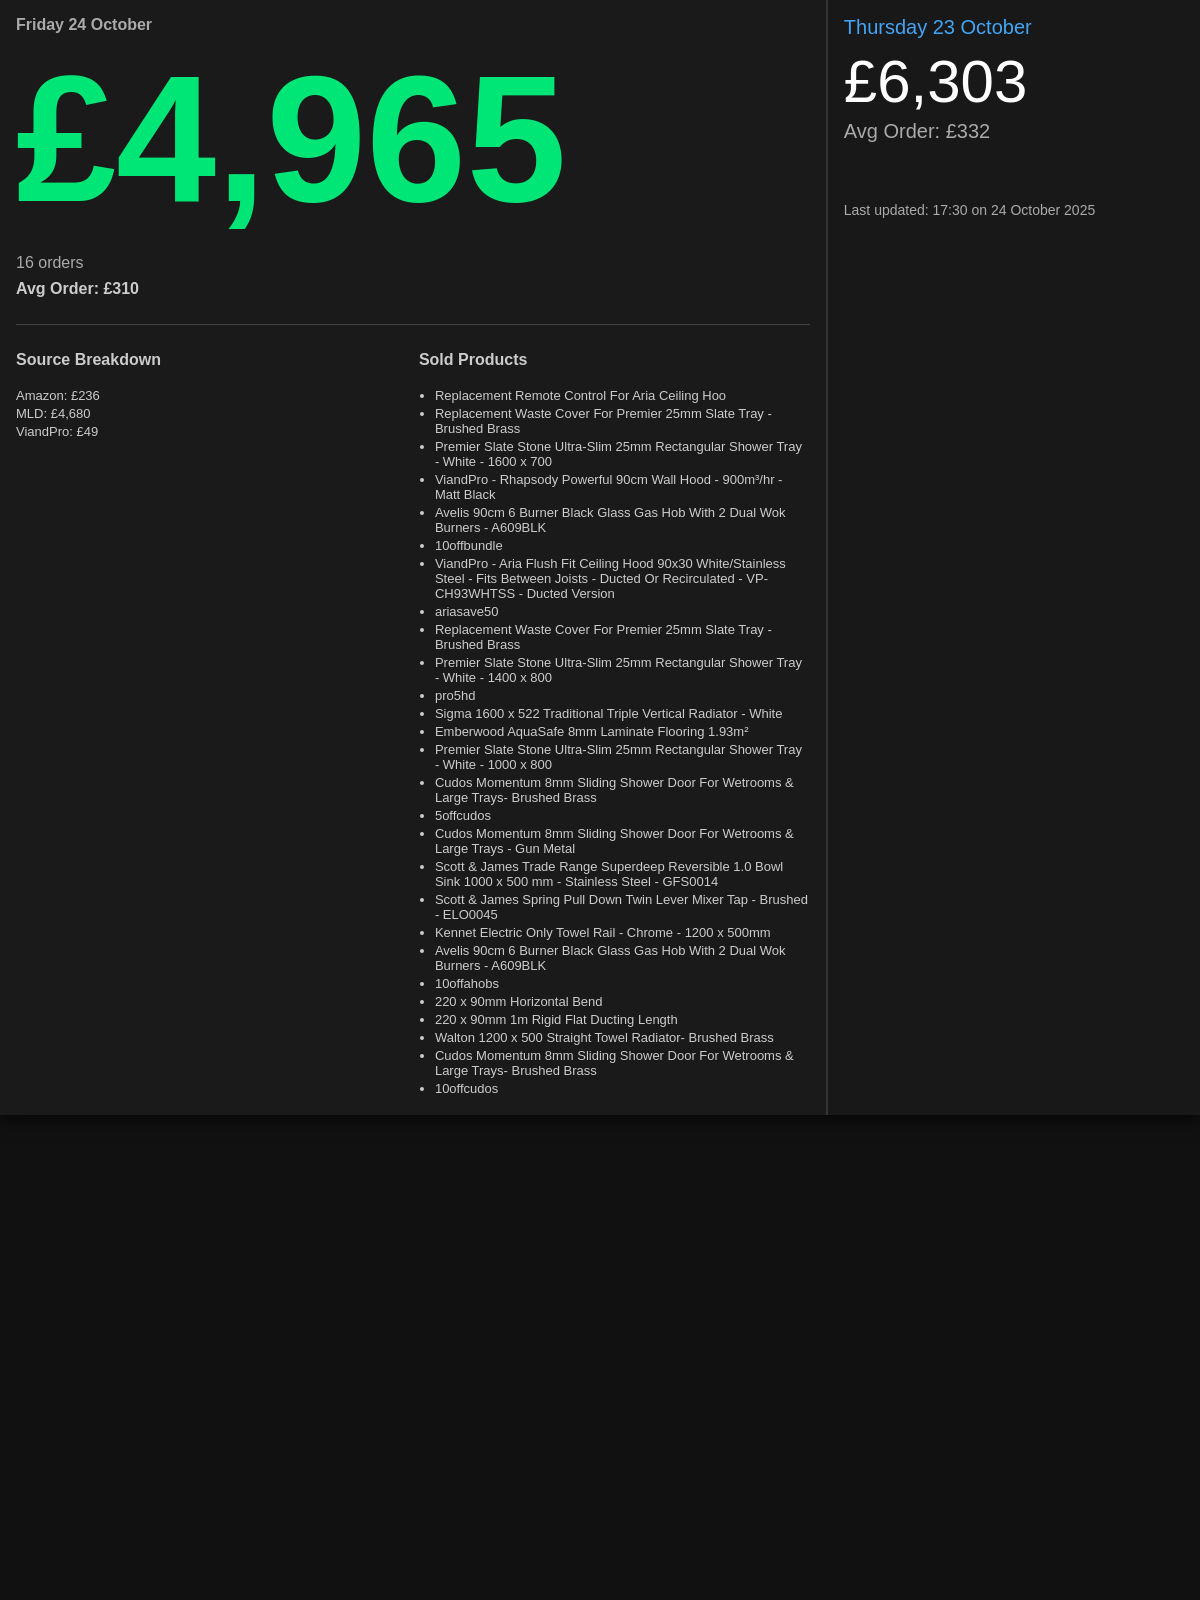 Friday 24 October
£4,965
16 orders
Avg Order: £310
Source Breakdown
Amazon: £236
MLD: £4,680
ViandPro: £49
Sold Products
• Replacement Remote Control For Aria Ceiling Hoo
• Replacement Waste Cover For Premier 25mm Slate Tray -
Brushed Brass
• Premier Slate Stone Ultra-Slim 25mm Rectangular Shower Tray
- White - 1600 x 700
• ViandPro - Rhapsody Powerful 90cm Wall Hood - 900m³/hr -
Matt Black
• Avelis 90cm 6 Burner Black Glass Gas Hob With 2 Dual Wok
Burners - A609BLK
• 10offbundle
• ViandPro - Aria Flush Fit Ceiling Hood 90x30 White/Stainless
Steel - Fits Between Joists - Ducted Or Recirculated - VP-
CH93WHTSS - Ducted Version
• ariasave50
• Replacement Waste Cover For Premier 25mm Slate Tray -
Brushed Brass
• Premier Slate Stone Ultra-Slim 25mm Rectangular Shower Tray
- White - 1400 x 800
• pro5hd
• Sigma 1600 x 522 Traditional Triple Vertical Radiator - White
• Emberwood AquaSafe 8mm Laminate Flooring 1.93m²
• Premier Slate Stone Ultra-Slim 25mm Rectangular Shower Tray
- White - 1000 x 800
• Cudos Momentum 8mm Sliding Shower Door For Wetrooms &
Large Trays- Brushed Brass
• 5offcudos
• Cudos Momentum 8mm Sliding Shower Door For Wetrooms &
Large Trays - Gun Metal
• Scott & James Trade Range Superdeep Reversible 1.0 Bowl
Sink 1000 x 500 mm - Stainless Steel - GFS0014
• Scott & James Spring Pull Down Twin Lever Mixer Tap - Brushed
- ELO0045
• Kennet Electric Only Towel Rail - Chrome - 1200 x 500mm
• Avelis 90cm 6 Burner Black Glass Gas Hob With 2 Dual Wok
Burners - A609BLK
• 10offahobs
• 220 x 90mm Horizontal Bend
• 220 x 90mm 1m Rigid Flat Ducting Length
• Walton 1200 x 500 Straight Towel Radiator- Brushed Brass
• Cudos Momentum 8mm Sliding Shower Door For Wetrooms &
Large Trays- Brushed Brass
• 10offcudos
Thursday 23 October
£6,303
Avg Order: £332
Last updated: 17:30 on 24 October 2025